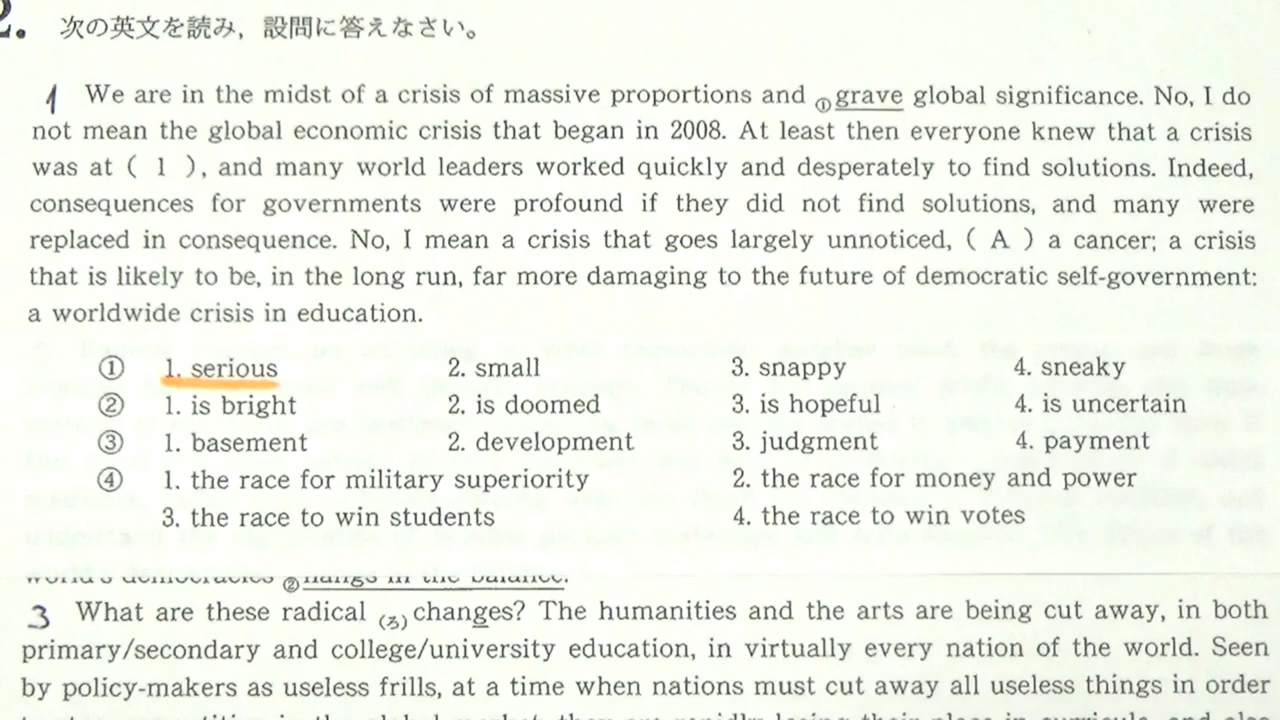 2. 次の英文を読み，設問に答えなさい。
1 We are in the midst of a crisis of massive proportions and ①grave global significance. No, I do
not mean the global economic crisis that began in 2008. At least then everyone knew that a crisis
was at ( 1 ), and many world leaders worked quickly and desperately to find solutions. Indeed,
consequences for governments were profound if they did not find solutions, and many were
replaced in consequence. No, I mean a crisis that goes largely unnoticed, ( A ) a cancer; a crisis
that is likely to be, in the long run, far more damaging to the future of democratic self-government:
a worldwide crisis in education.
① 1. serious 2. small 3. snappy 4. sneaky
② 1. is bright 2. is doomed 3. is hopeful 4. is uncertain
③ 1. basement 2. development 3. judgment 4. payment
④ 1. the race for military superiority 2. the race for money and power
3. the race to win students 4. the race to win votes
world's democracies ②hangs in the balance.
3 What are these radical (ろ)changes? The humanities and the arts are being cut away, in both
primary/secondary and college/university education, in virtually every nation of the world. Seen
by policy-makers as useless frills, at a time when nations must cut away all useless things in order